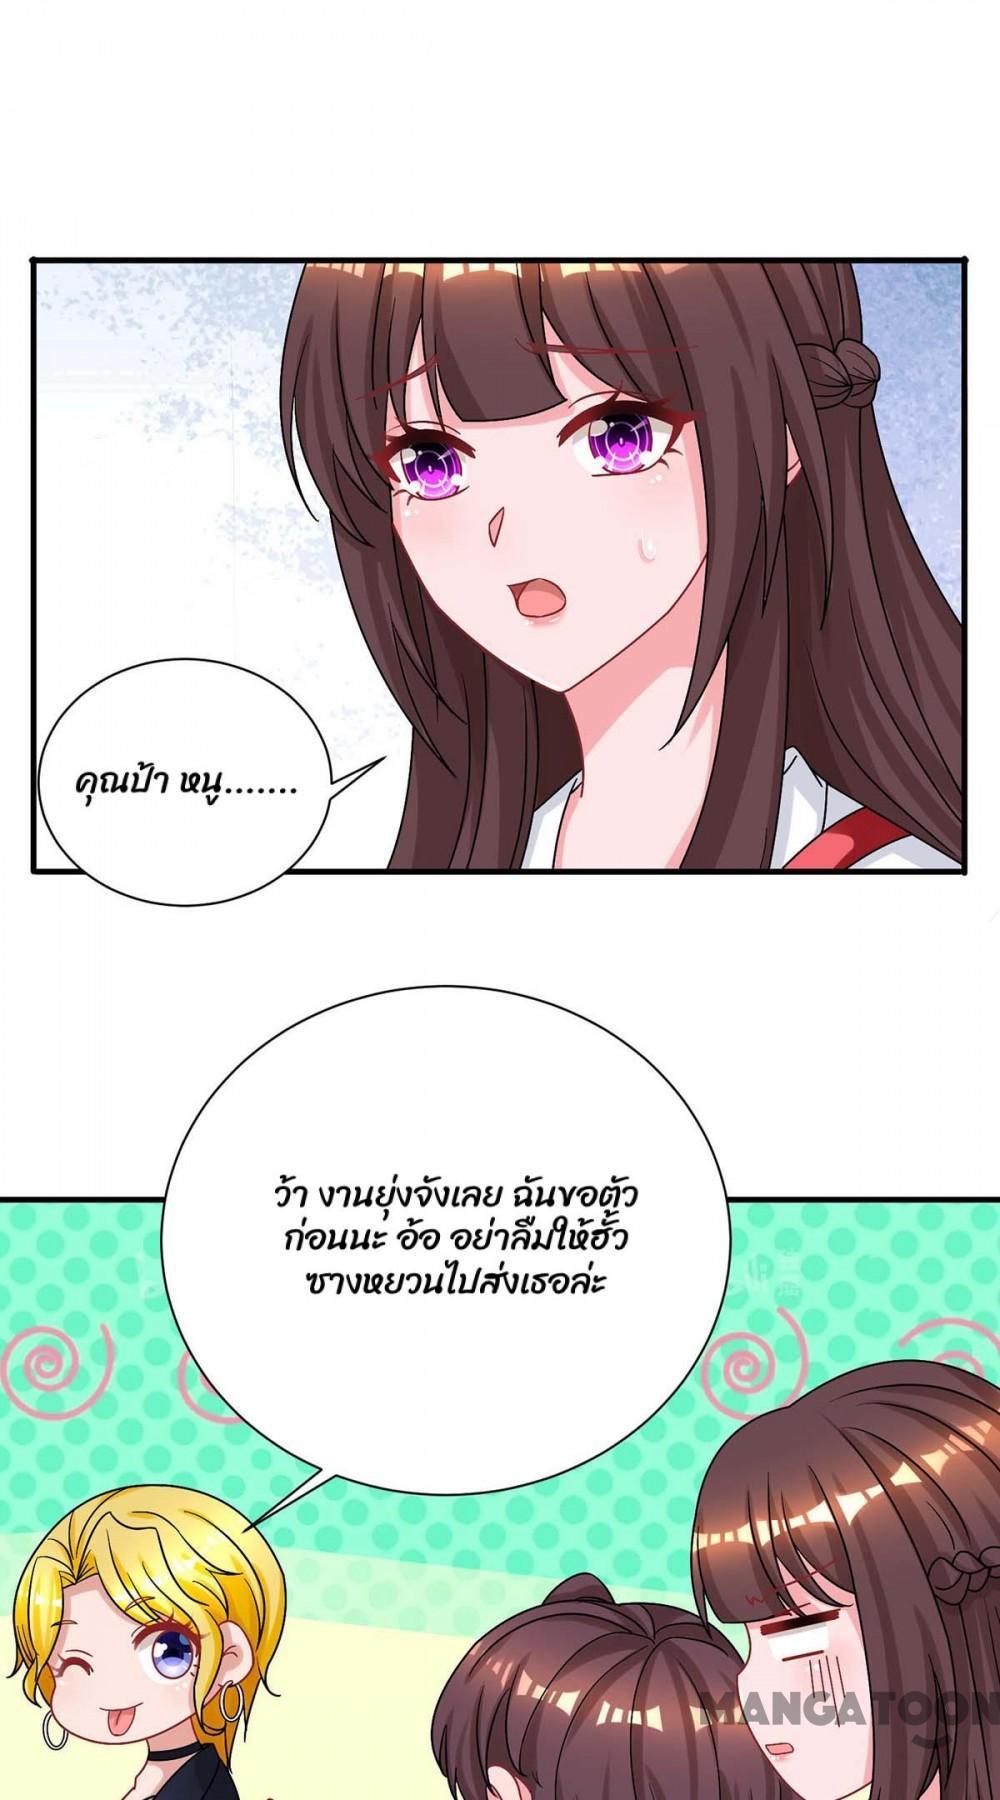 คุณป้า หนู.......
ว้า งานยุ่งจังเลย ฉันขอตัว
ก่อนนะ อ้อ อย่าลืมให้ฮั้ว
ซางหยวนไปส่งเธอล่ะ
MANGATOON